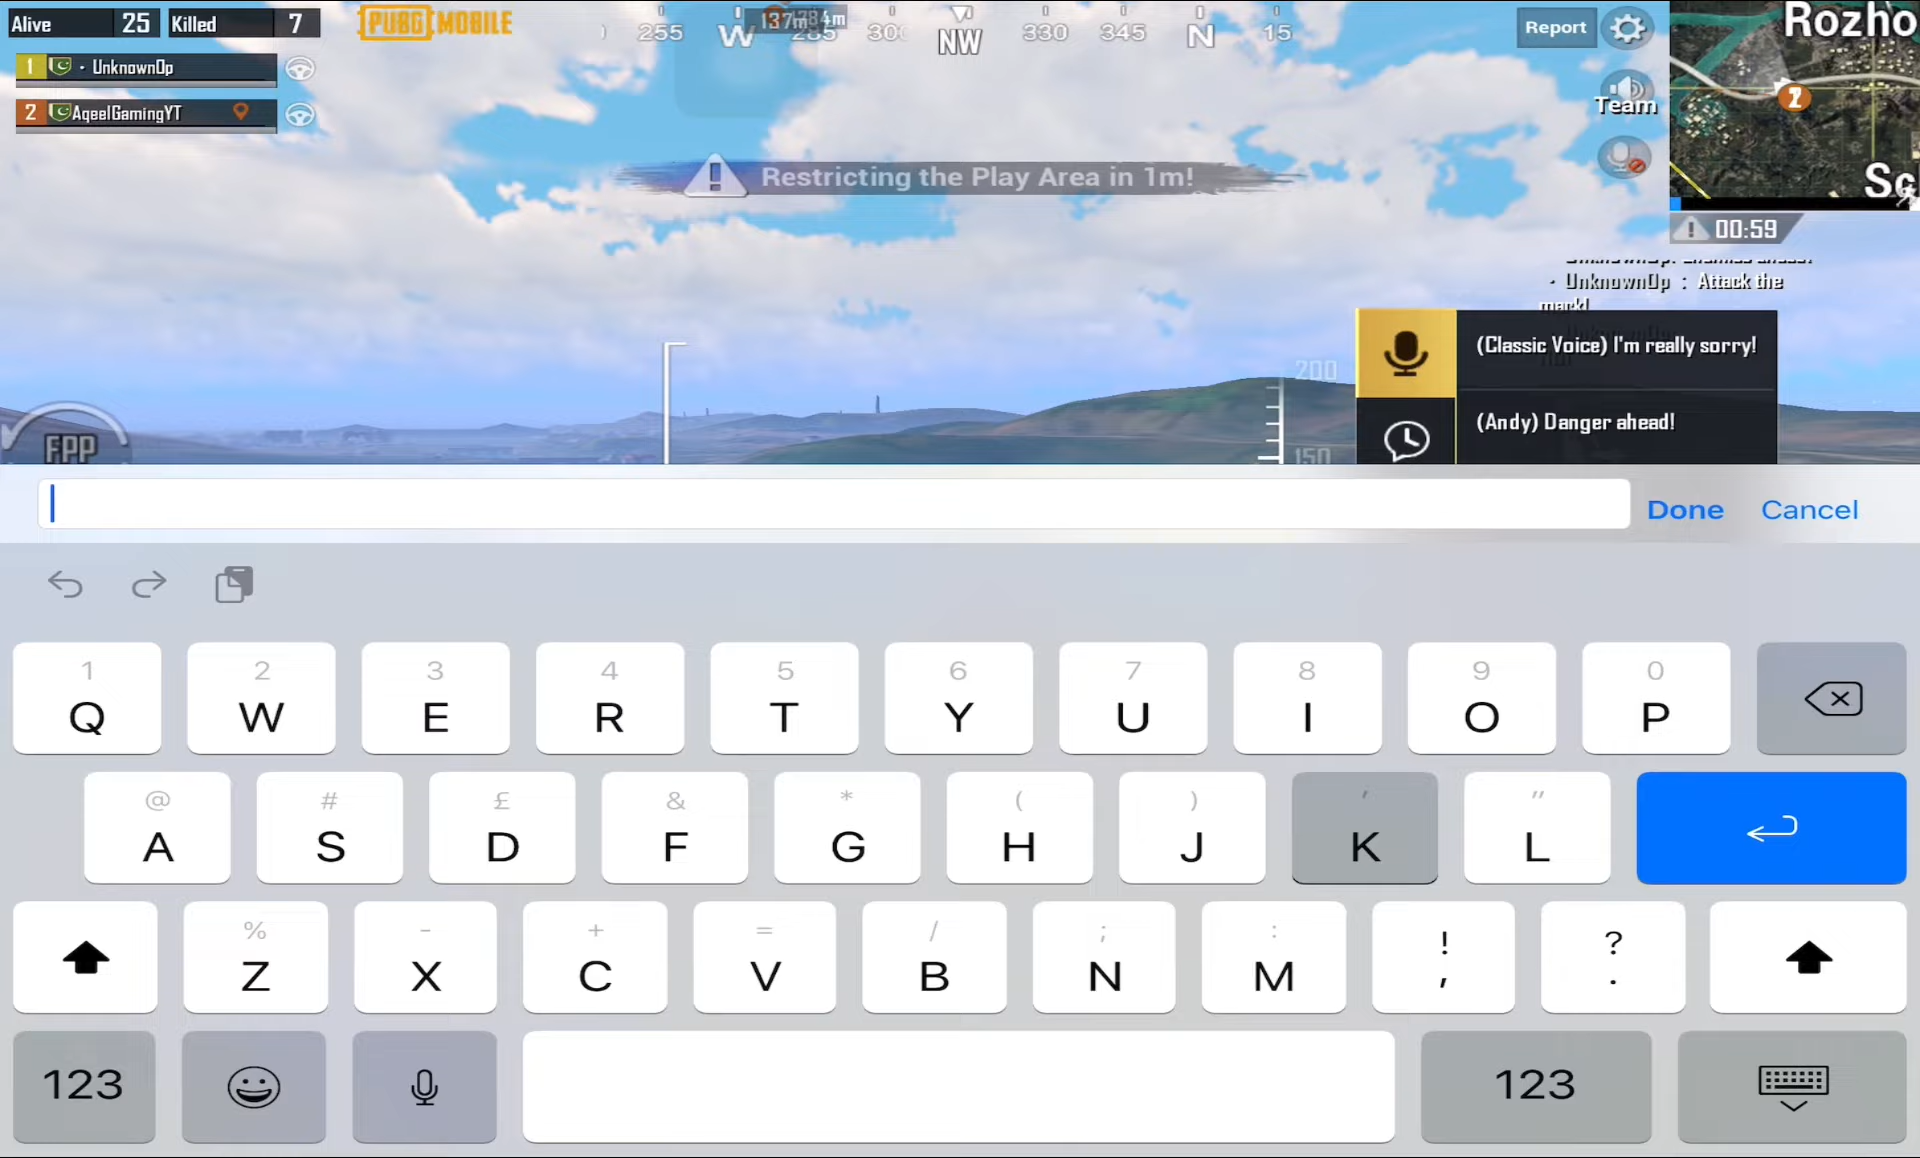 Alive 25 Killed 7
PUBG MOBILE
255 W 285 NW 330 345 N 15
137m
Report
Rozho
1 · UnknownOp
2 AqeelGamingYT
Team
2
Restricting the Play Area in 1m!
Sc
00:59
· UnknownOp : Attack the
mark!
(Classic Voice) I'm really sorry!
200
(Andy) Danger ahead!
FPP
150
Done Cancel
1 2 3 4 5 6 7 8 9 0
Q W E R T Y U I O P
@ # £ & * ( ) ' "
A S D F G H J K L
% - + = / ; : ! ?
Z X C V B N M , .
123 123